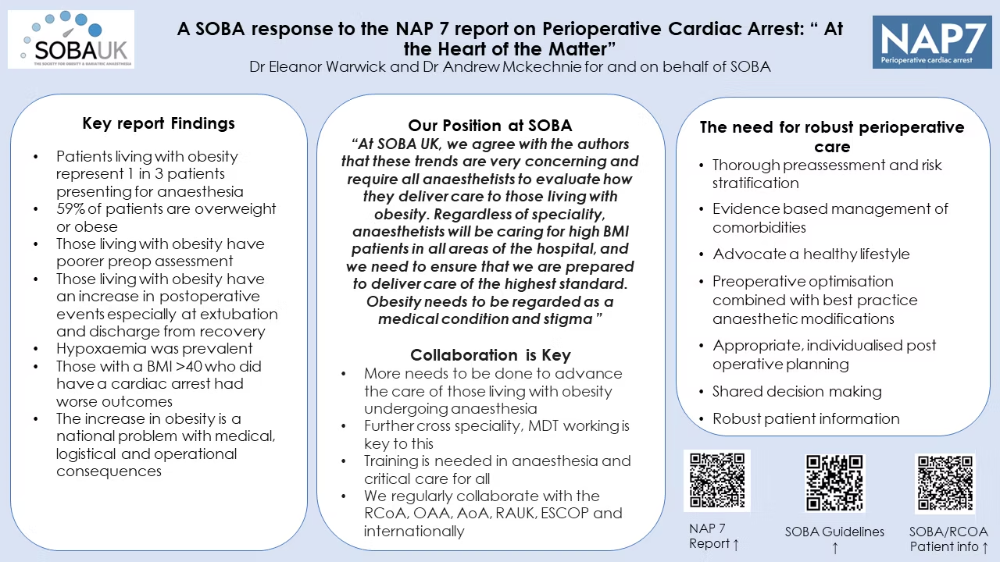 SOBAUK
THE SOCIETY FOR OBESITY & BARIATRIC ANAESTHESIA
A SOBA response to the NAP 7 report on Perioperative Cardiac Arrest: “ At
the Heart of the Matter”
Dr Eleanor Warwick and Dr Andrew Mckechnie for and on behalf of SOBA
NAP7
Perioperative cardiac arrest
Key report Findings
• Patients living with obesity
represent 1 in 3 patients
presenting for anaesthesia
• 59% of patients are overweight
or obese
• Those living with obesity have
poorer preop assessment
• Those living with obesity have
an increase in postoperative
events especially at extubation
and discharge from recovery
• Hypoxaemia was prevalent
• Those with a BMI >40 who did
have a cardiac arrest had
worse outcomes
• The increase in obesity is a
national problem with medical,
logistical and operational
consequences
Our Position at SOBA
“At SOBA UK, we agree with the authors
that these trends are very concerning and
require all anaesthetists to evaluate how
they deliver care to those living with
obesity. Regardless of speciality,
anaesthetists will be caring for high BMI
patients in all areas of the hospital, and
we need to ensure that we are prepared
to deliver care of the highest standard.
Obesity needs to be regarded as a
medical condition and stigma ”
Collaboration is Key
• More needs to be done to advance
the care of those living with obesity
undergoing anaesthesia
• Further cross speciality, MDT working is
key to this
• Training is needed in anaesthesia and
critical care for all
• We regularly collaborate with the
RCoA, OAA, AoA, RAUK, ESCOP and
internationally
The need for robust perioperative
care
• Thorough preassessment and risk
stratification
• Evidence based management of
comorbidities
• Advocate a healthy lifestyle
• Preoperative optimisation
combined with best practice
anaesthetic modifications
• Appropriate, individualised post
operative planning
• Shared decision making
• Robust patient information
NAP 7
Report ↑
SOBA Guidelines
↑
SOBA/RCOA
Patient info ↑